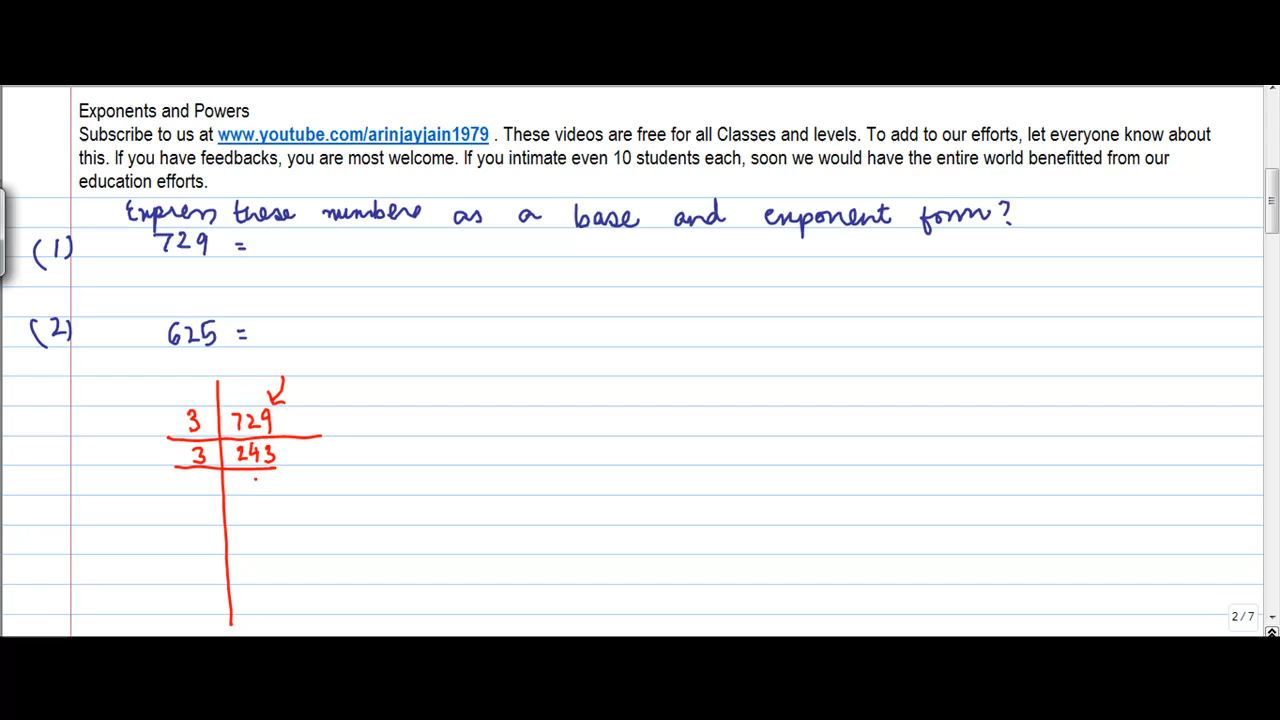 Exponents and Powers
Subscribe to us at www.youtube.com/arinjayjain1979 . These videos are free for all Classes and levels. To add to our efforts, let everyone know about
this. If you have feedbacks, you are most welcome. If you intimate even 10 students each, soon we would have the entire world benefitted from our
education efforts.
Express these numbers as a base and exponent form?
(1) 729 =
(2) 625 =
3 729
3 243
2 / 7